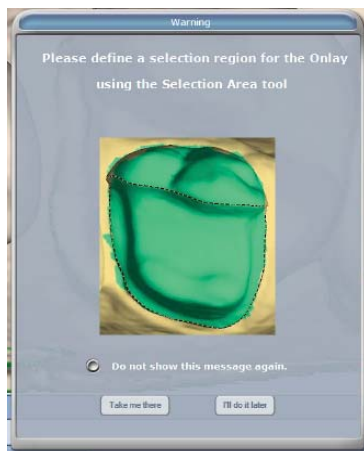 Warning
Please define a selection region for the Onlay
using the Selection Area tool
Do not show this message again.
Take me there
I'll do it later